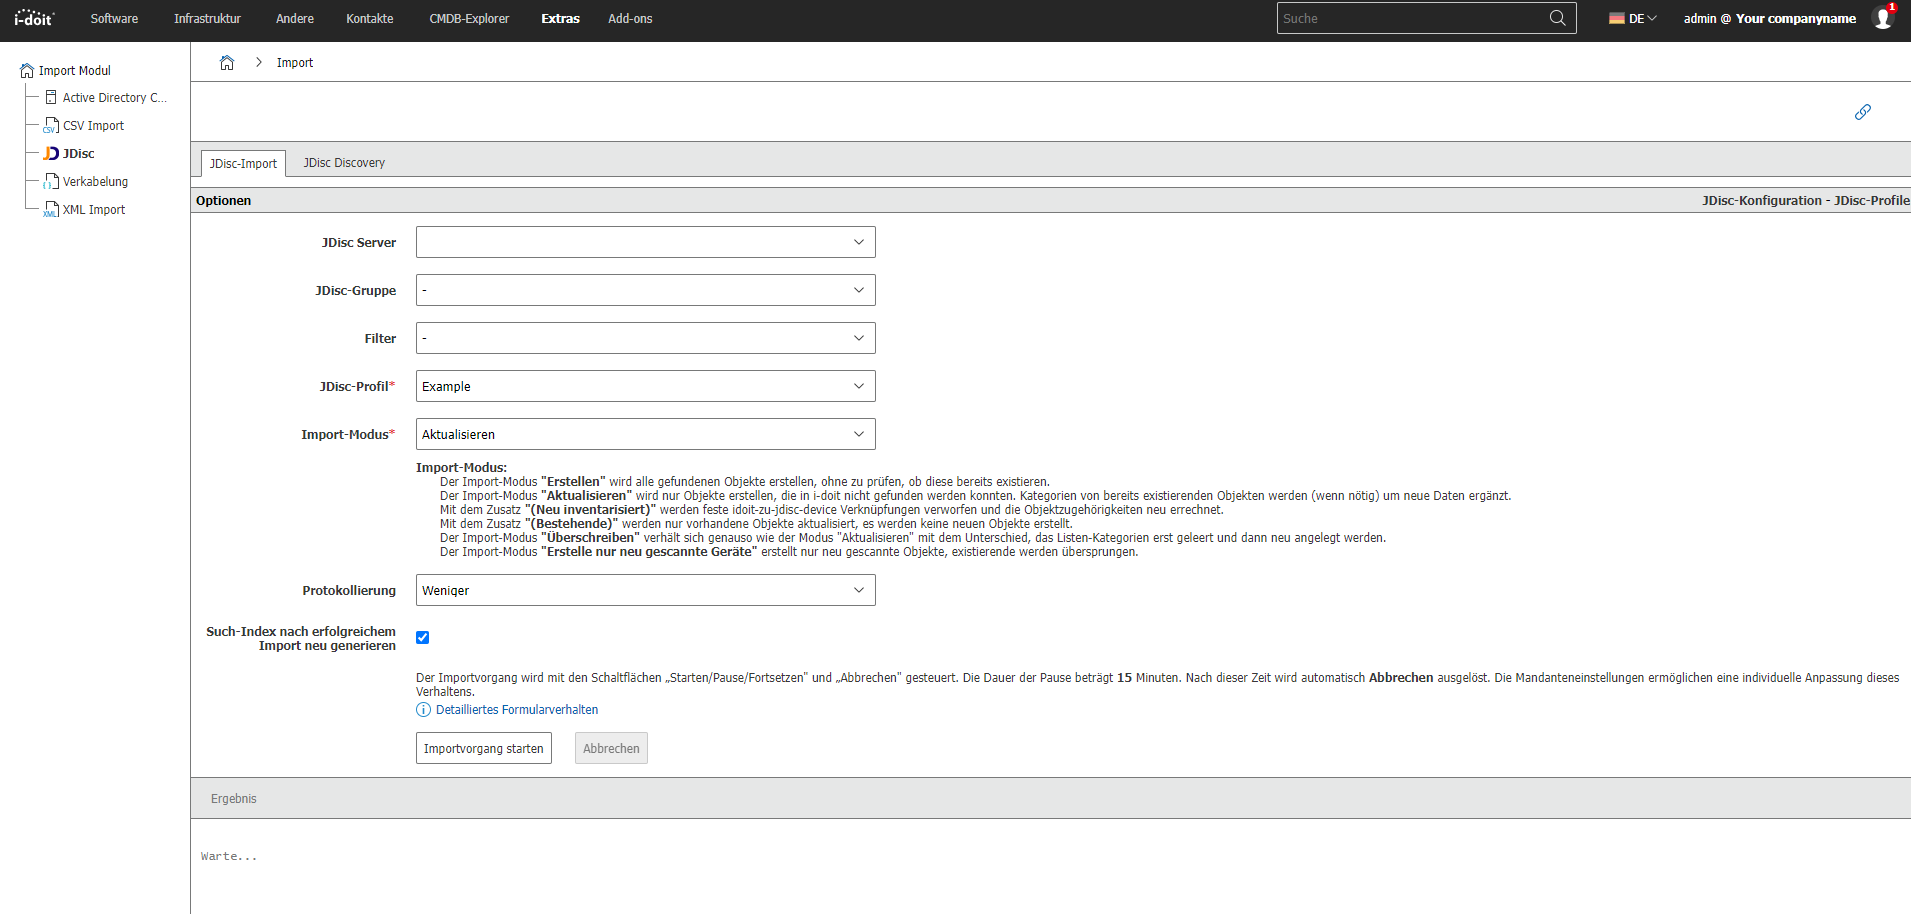 i-doit Software Infrastruktur Andere Kontakte CMDB-Explorer Extras Add-ons Suche DE admin @ Your companyname 1
Import Modul
Active Directory C...
CSV Import
JDisc
Verkabelung
XML Import
Import
JDisc-Import JDisc Discovery
Optionen JDisc-Konfiguration - JDisc-Profile
JDisc Server
JDisc-Gruppe -
Filter -
JDisc-Profil* Example
Import-Modus* Aktualisieren
Import-Modus:
Der Import-Modus "Erstellen" wird alle gefundenen Objekte erstellen, ohne zu prüfen, ob diese bereits existieren.
Der Import-Modus "Aktualisieren" wird nur Objekte erstellen, die in i-doit nicht gefunden werden konnten. Kategorien von bereits existierenden Objekten werden (wenn nötig) um neue Daten ergänzt.
Mit dem Zusatz "(Neu inventarisiert)" werden feste idoit-zu-jdisc-device Verknüpfungen verworfen und die Objektzugehörigkeiten neu errechnet.
Mit dem Zusatz "(Bestehende)" werden nur vorhandene Objekte aktualisiert, es werden keine neuen Objekte erstellt.
Der Import-Modus "Überschreiben" verhält sich genauso wie der Modus "Aktualisieren" mit dem Unterschied, das Listen-Kategorien erst geleert und dann neu angelegt werden.
Der Import-Modus "Erstelle nur neu gescannte Geräte" erstellt nur neu gescannte Objekte, existierende werden übersprungen.
Protokollierung Weniger
Such-Index nach erfolgreichem
Import neu generieren
Der Importvorgang wird mit den Schaltflächen „Starten/Pause/Fortsetzen" und „Abbrechen" gesteuert. Die Dauer der Pause beträgt 15 Minuten. Nach dieser Zeit wird automatisch Abbrechen ausgelöst. Die Mandanteneinstellungen ermöglichen eine individuelle Anpassung dieses
Verhaltens.
Detailliertes Formularverhalten
Importvorgang starten Abbrechen
Ergebnis
Warte...